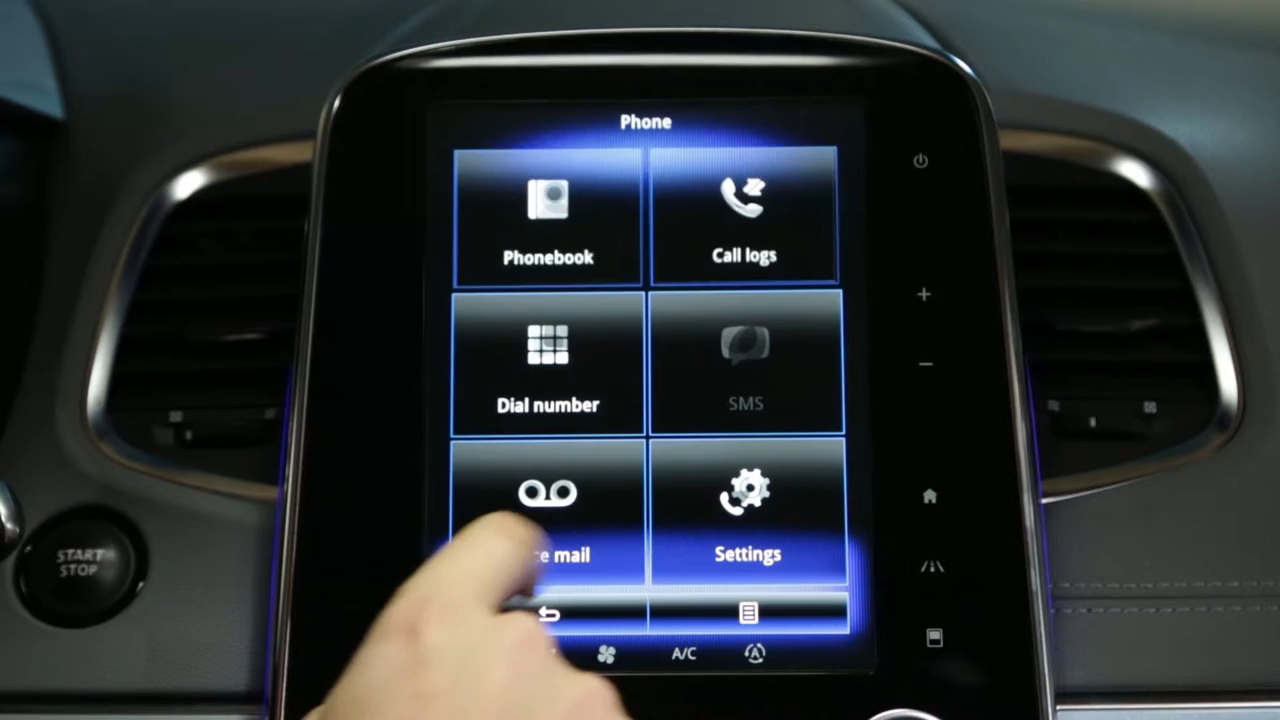 Phone
Phonebook
Call logs
Dial number
SMS
mail
Settings
START
STOP
A/C
A